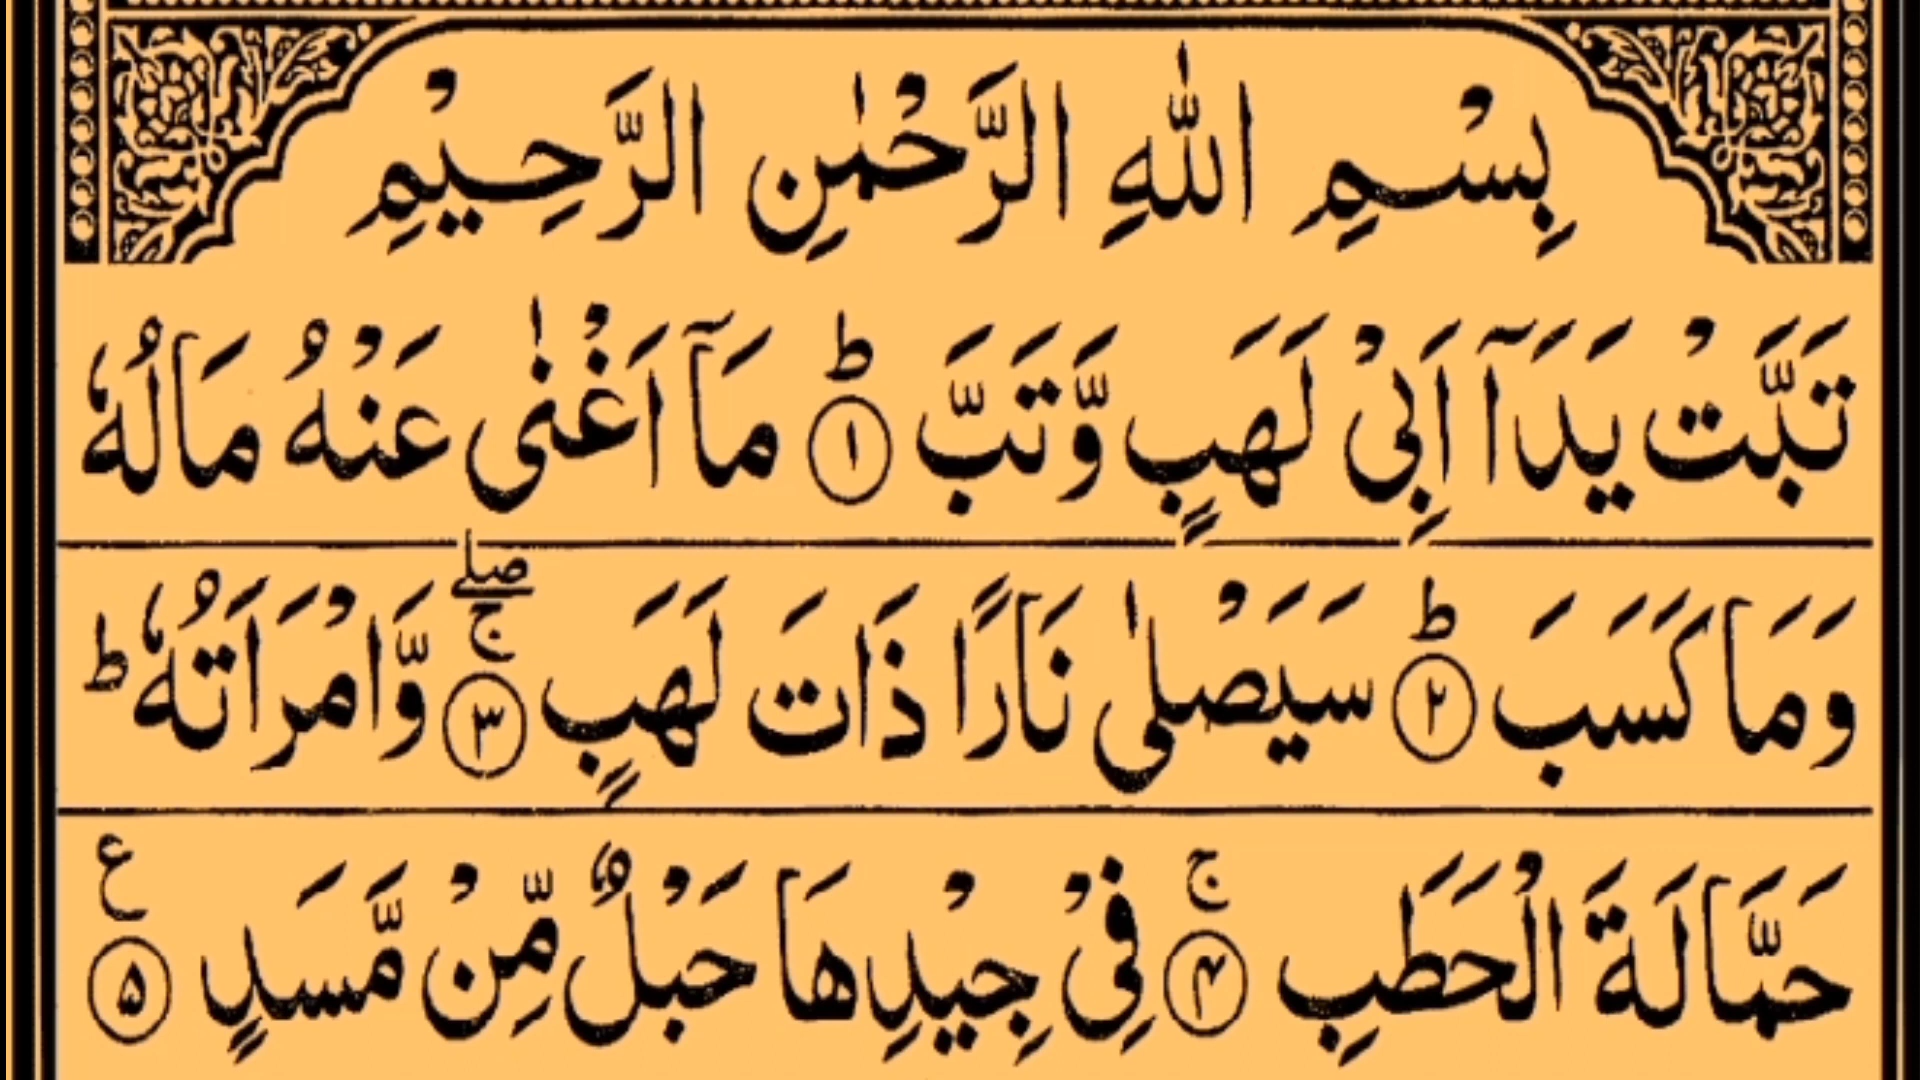 بِسْمِ اللّٰهِ الرَّحْمٰنِ الرَّحِيْمِ
تَبَّتْ يَدَآ اَبِيْ لَهَبٍ وَّتَبَّ ؕ ۝۱ مَآ اَغْنٰى عَنْهُ مَالُهٗ
وَمَا كَسَبَ ؕ ۝۲ سَيَصْلٰى نَارًا ذَاتَ لَهَبٍ ۖۚ ۝۳ وَّامْرَاَتُهٗ ؕ
حَمَّالَةَ الْحَطَبِ ۚ ۝۴ فِيْ جِيْدِهَا حَبْلٌ مِّنْ مَّسَدٍ ۝۵ ع